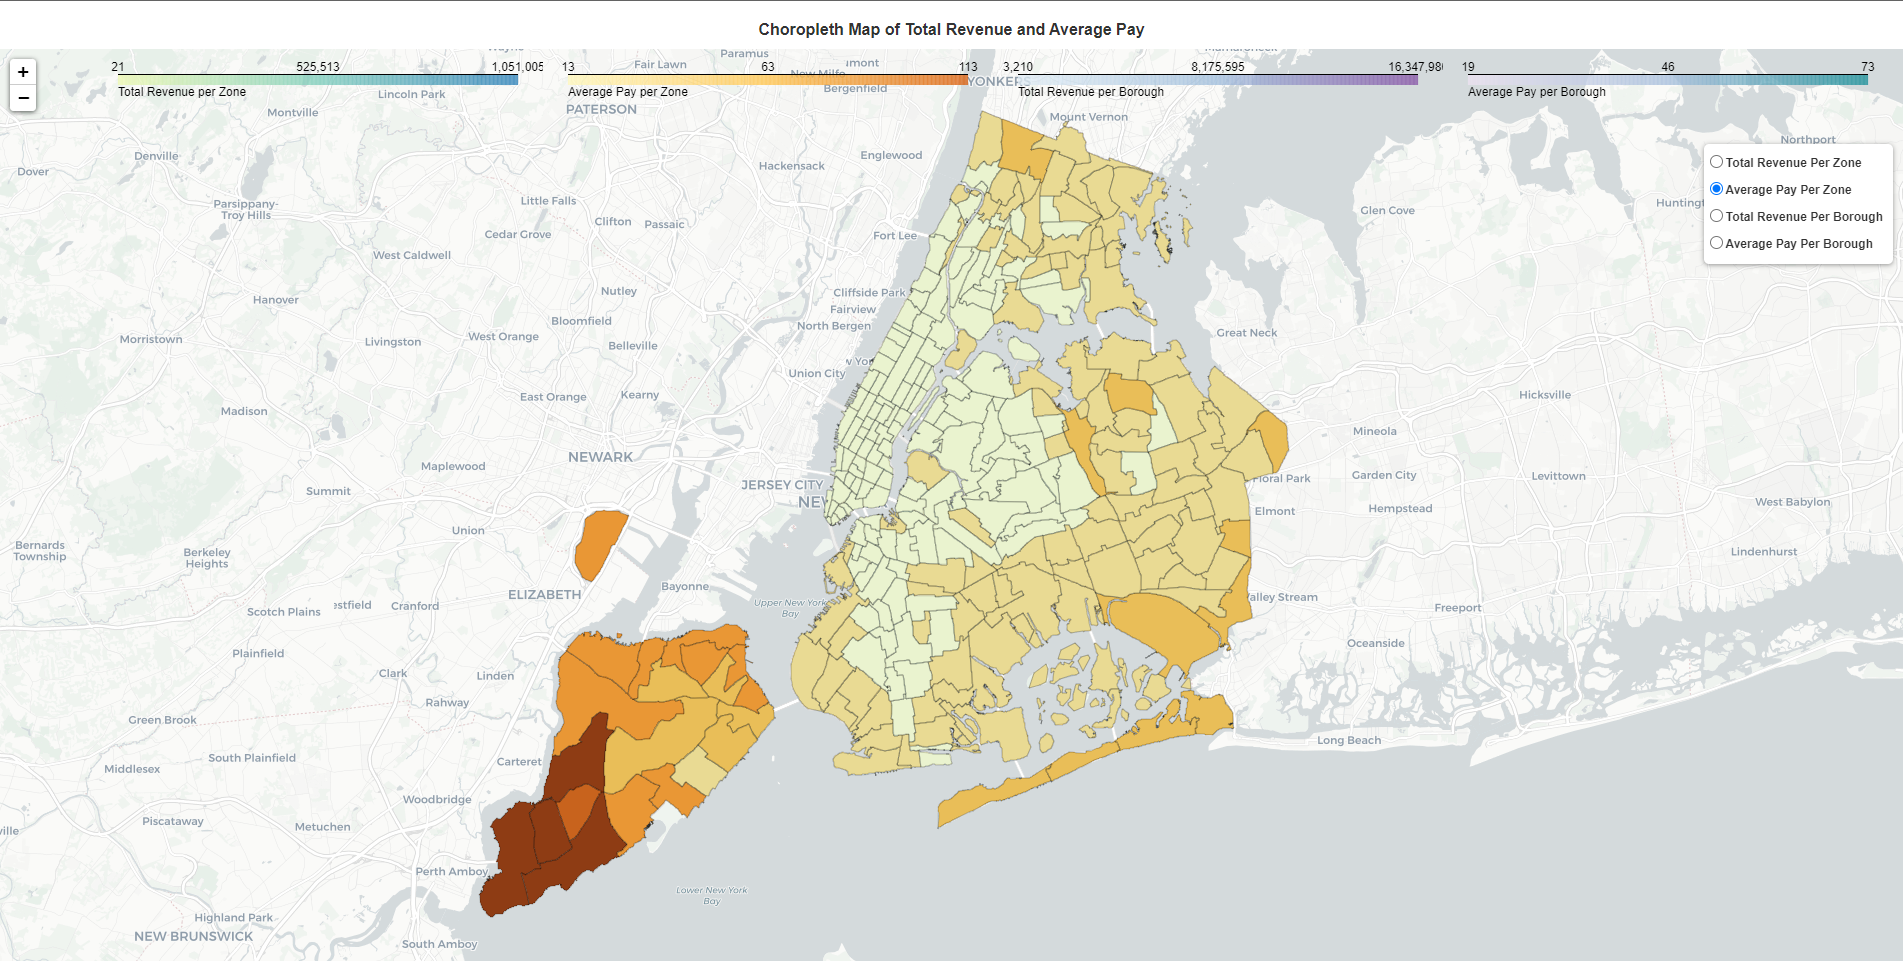 Choropleth Map of Total Revenue and Average Pay
+
−
21 525,513 1,051,005
Total Revenue per Zone
13 63 113
Average Pay per Zone
3,210 8,175,595
Total Revenue per Borough
19 46 73
Average Pay per Borough
Total Revenue Per Zone
Average Pay Per Zone
Total Revenue Per Borough
Average Pay Per Borough
Paramus
Fair Lawn
Bergenfield
YONKERS
Lincoln Park
PATERSON
Montville
Mount Vernon
Northport
Denville
Englewood
Hackensack
Dover
Little Falls
Parsippany-
Troy Hills
Glen Cove
Clifton
Passaic
Cedar Grove
Fort Lee
West Caldwell
Nutley
Cliffside Park
Hanover
Fairview
Bloomfield
North Bergen
Great Neck
Morristown
Livingston
West Orange
Belleville
Union City
East Orange
Kearny
Hicksville
Madison
Mineola
NEWARK
Maplewood
Garden City
Levittown
Floral Park
JERSEY CITY
Summit
West Babylon
Elmont
Hempstead
Union
Bernards
Township
Berkeley
Heights
Lindenhurst
Bayonne
ELIZABETH
Valley Stream
Upper New York
Bay
Scotch Plains
Cranford
Freeport
Oceanside
Plainfield
Clark
Linden
Rahway
Green Brook
Long Beach
South Plainfield
Carteret
Middlesex
Woodbridge
Piscataway
Metuchen
Perth Amboy
Lower New York
Bay
Highland Park
NEW BRUNSWICK
South Amboy